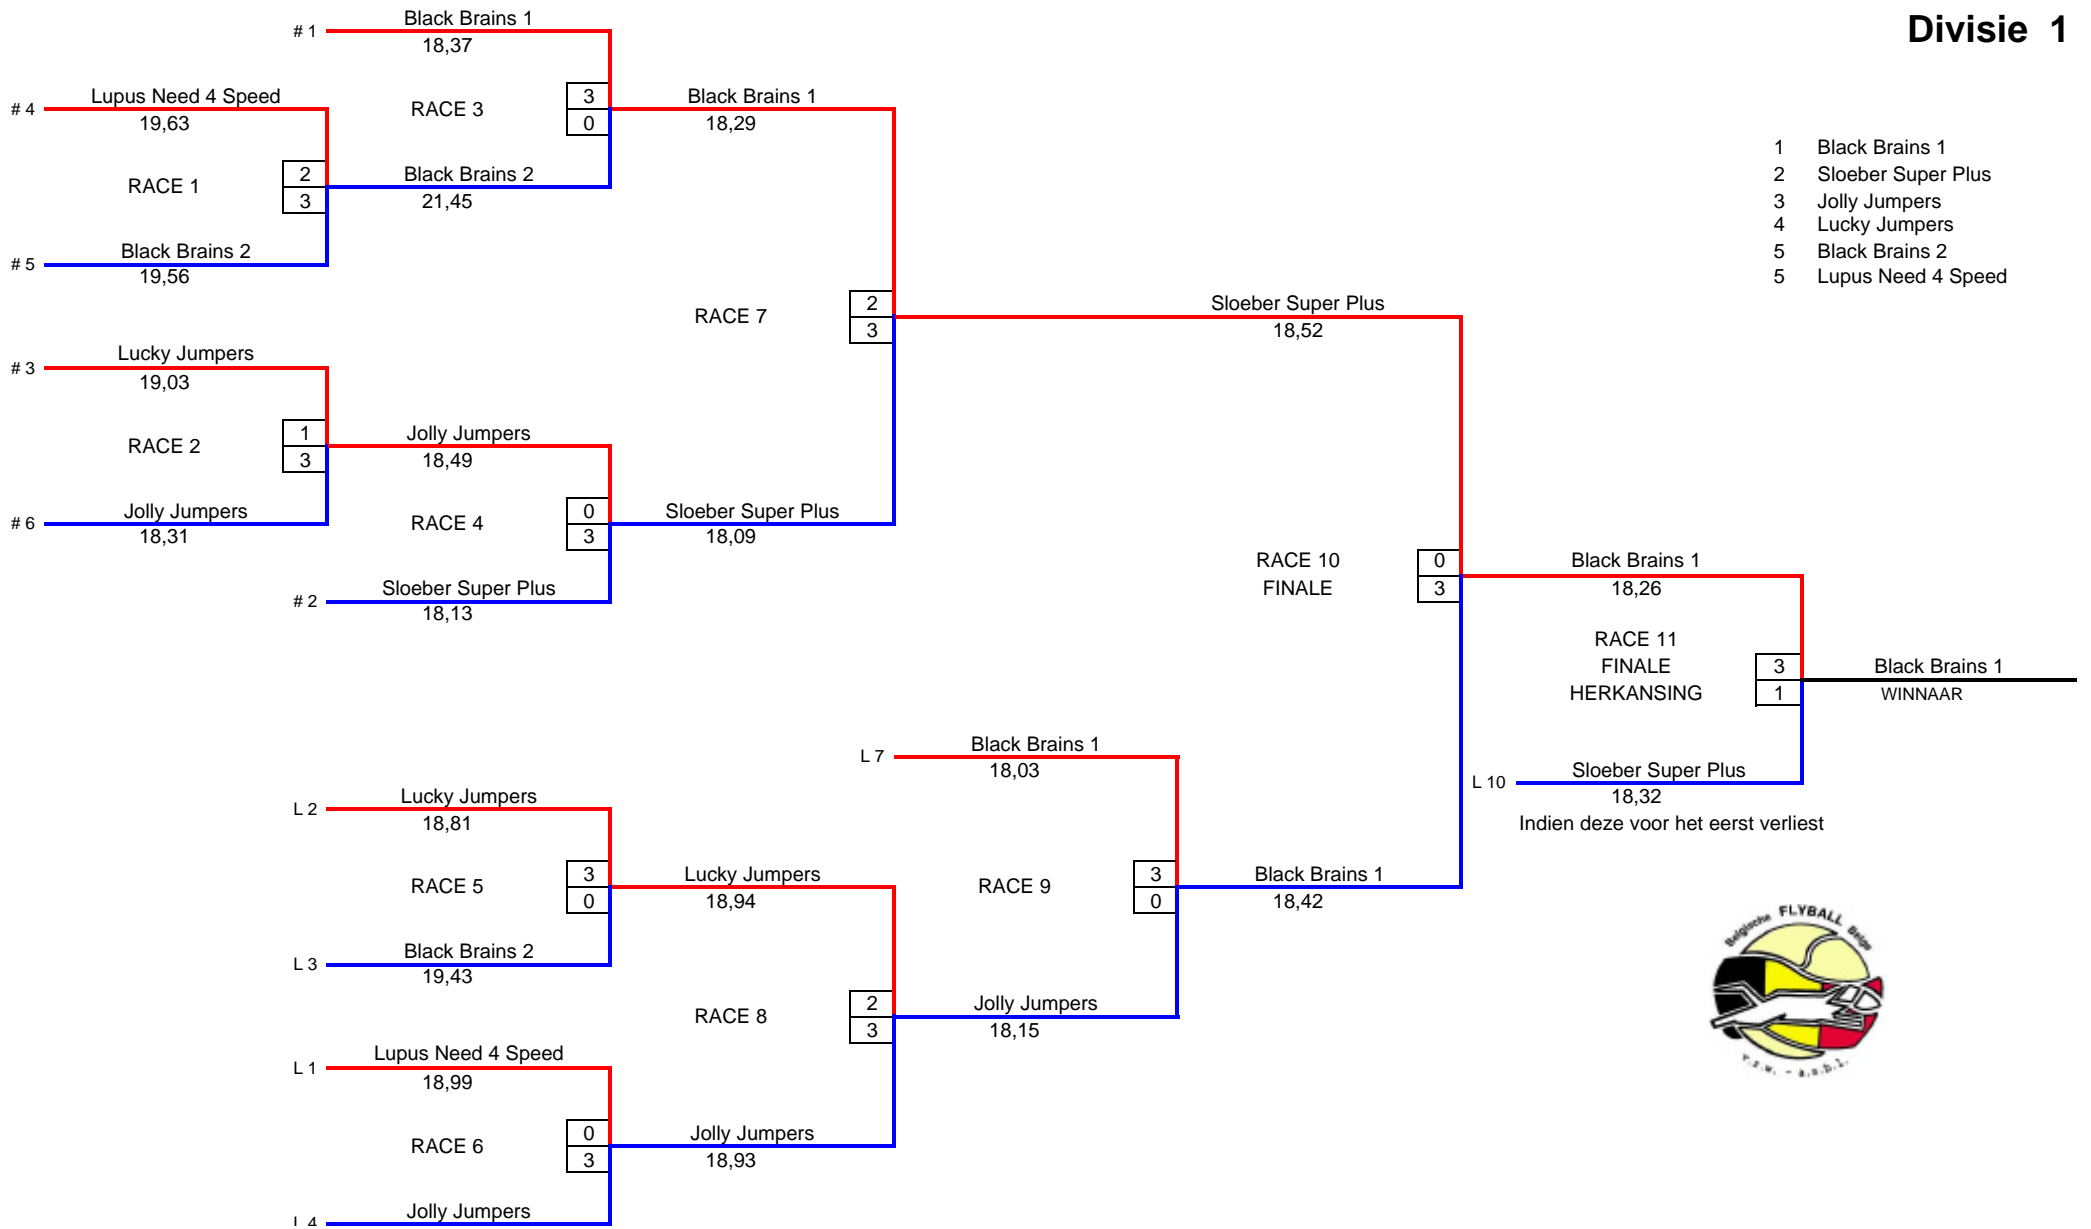 Divisie 1
Black Brains 1
# 1
18,37
Lupus Need 4 Speed
# 4
19,63
RACE 3
3
0
Black Brains 1
18,29
RACE 1
2
3
Black Brains 2
21,45
Black Brains 2
# 5
19,56
1 Black Brains 1
2 Sloeber Super Plus
3 Jolly Jumpers
4 Lucky Jumpers
5 Black Brains 2
5 Lupus Need 4 Speed
RACE 7
2
3
Sloeber Super Plus
18,52
Lucky Jumpers
# 3
19,03
RACE 2
1
3
Jolly Jumpers
18,49
Jolly Jumpers
# 6
18,31
RACE 4
0
3
Sloeber Super Plus
18,09
Sloeber Super Plus
# 2
18,13
RACE 10
FINALE
0
3
Black Brains 1
18,26
RACE 11
FINALE
HERKANSING
3
1
Black Brains 1
WINNAAR
L 10
Sloeber Super Plus
18,32
Indien deze voor het eerst verliest
L 7
Black Brains 1
18,03
L 2
Lucky Jumpers
18,81
RACE 5
3
0
Lucky Jumpers
18,94
RACE 9
3
0
Black Brains 1
18,42
L 3
Black Brains 2
19,43
RACE 8
2
3
Jolly Jumpers
18,15
L 1
Lupus Need 4 Speed
18,99
RACE 6
0
3
Jolly Jumpers
18,93
L 4
Jolly Jumpers
Belgische FLYBALL Belge
v.z.w. - a.s.b.l.